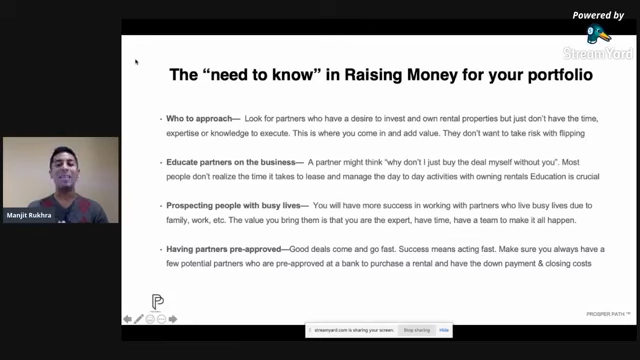 Powered by
StreamYard
The “need to know” in Raising Money for your portfolio
• Who to approach— Look for partners who have a desire to invest and own rental properties but just don't have the time,
expertise or knowledge to execute. This is where you come in and add value. They don't want to take risk with flipping
• Educate partners on the business— A partner might think “why don't I just buy the deal myself without you”. Most
people don't realize the time it takes to lease and manage the day to day activities with owning rentals Education is crucial
• Prospecting people with busy lives— You will have more success in working with partners who live busy lives due to
family, work, etc. The value you bring them is that you are the expert, have time, have a team to make it all happen.
• Having partners pre-approved—Good deals come and go fast. Success means acting fast. Make sure you always have a
few potential partners who are pre-approved at a bank to purchase a rental and have the down payment & closing costs
Manjit Rukhra
PROSPER PATH ™
streamyard.com is sharing your screen.
Stop sharing
Hide